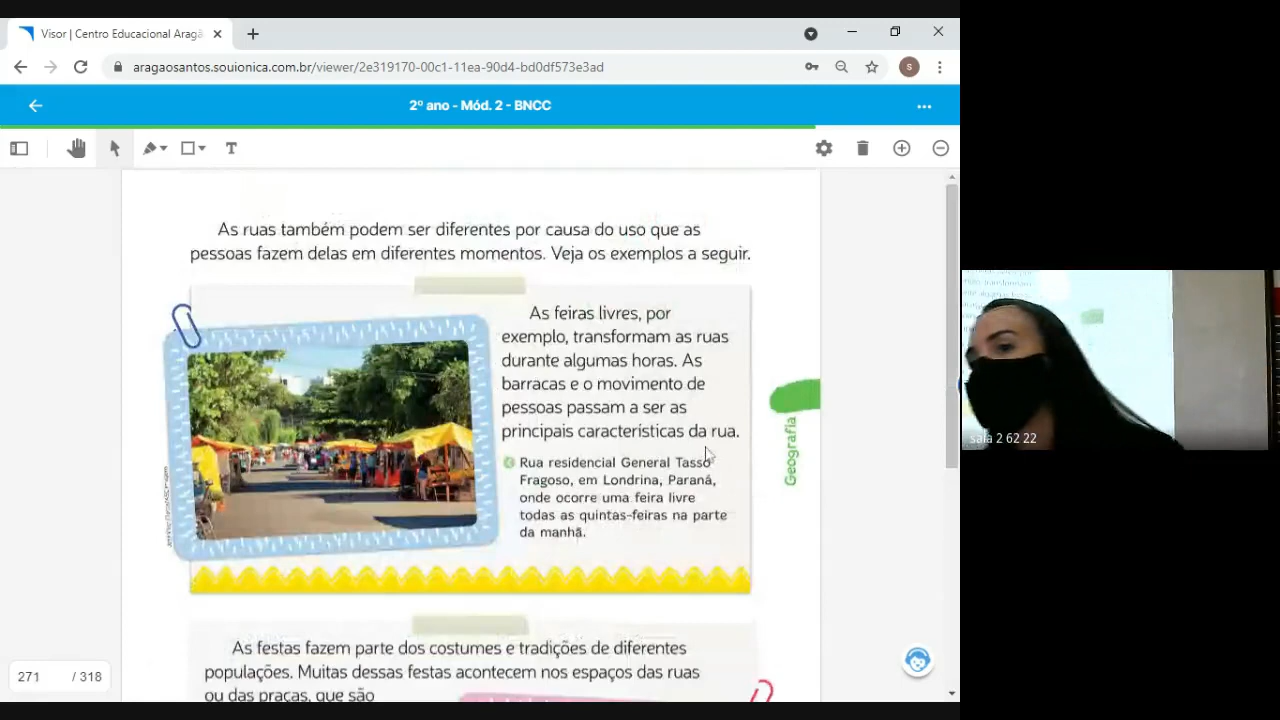 Visor | Centro Educacional Aragã
aragaosantos.souionica.com.br/viewer/2e319170-00c1-11ea-90d4-bd0df573e3ad
S
2º ano - Mód. 2 - BNCC
T
As ruas também podem ser diferentes por causa do uso que as
pessoas fazem delas em diferentes momentos. Veja os exemplos a seguir.
As feiras livres, por
exemplo, transformam as ruas
durante algumas horas. As
barracas e o movimento de
pessoas passam a ser as
principais características da rua.
Rua residencial General Tasso
Fragoso, em Londrina, Paraná,
onde ocorre uma feira livre
todas as quintas-feiras na parte
da manhã.
Geografia
As festas fazem parte dos costumes e tradições de diferentes
populações. Muitas dessas festas acontecem nos espaços das ruas
ou das praças, que são
271 / 318
sala 2 62 22